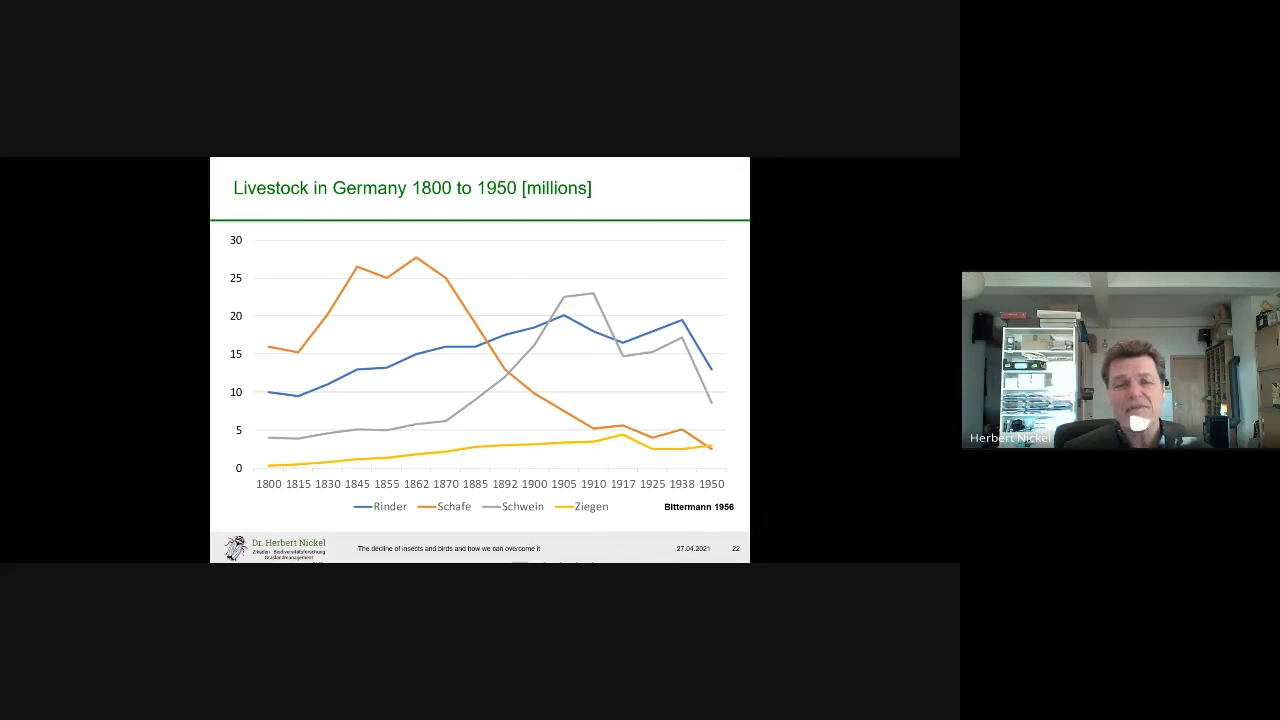 Livestock in Germany 1800 to 1950 [millions]
30
25
20
15
10
5
0
1800 1815 1830 1845 1855 1862 1870 1885 1892 1900 1905 1910 1917 1925 1938 1950
Rinder Schafe Schwein Ziegen
Bittermann 1956
Dr. Herbert Nickel
Zikaden Biodiversitätsforschung
Graslandmanagement
The decline of insects and birds and how we can overcome it
27.04.2021
22
Herbert Nickel